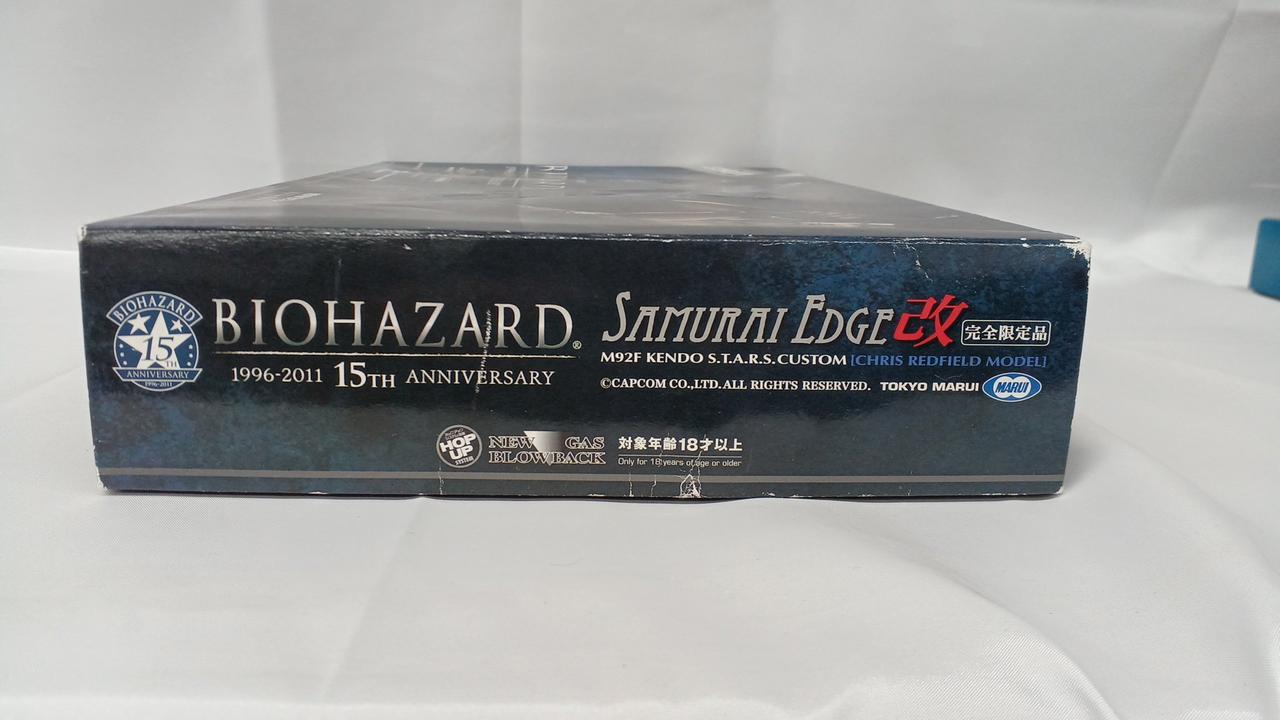 BIOHAZARD
15TH
ANNIVERSARY
1996-2011
BIOHAZARD®
1996-2011 15TH ANNIVERSARY
SAMURAI EDGE改 完全限定品
M92F KENDO S.T.A.R.S. CUSTOM [CHRIS REDFIELD MODEL]
©CAPCOM CO.,LTD.ALL RIGHTS RESERVED. TOKYO MARUI MARUI
HOP
UP
SYSTEM
NEW GAS
BLOWBACK
対象年齢18才以上
Only for 18 years of age or older